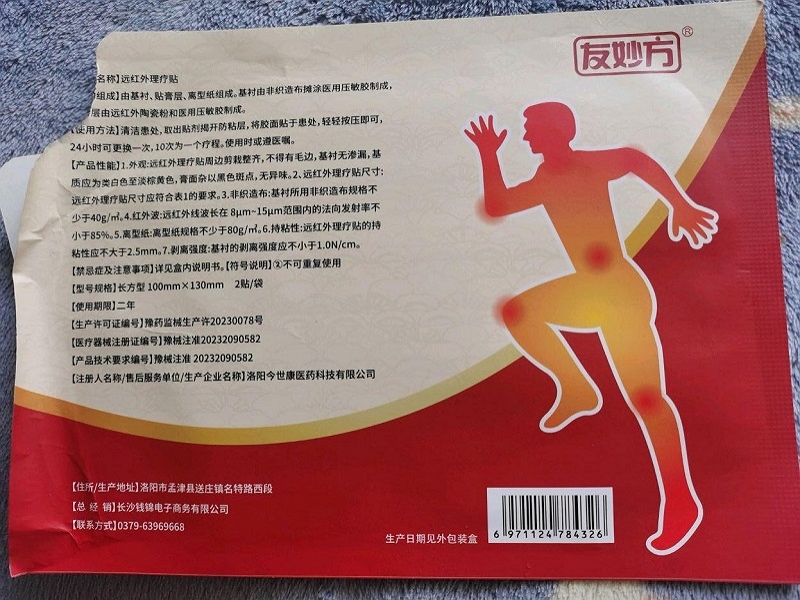 友妙方®
名称】远红外理疗贴
组成】由基衬、贴膏层、离型纸组成。基衬由非织造布摊涂医用压敏胶制成,
层由远红外陶瓷粉和医用压敏胶制成。
【使用方法】清洁患处,取出贴剂揭开防粘层,将胶面贴于患处,轻轻按压即可,
24小时可更换一次,10次为一个疗程。使用时或遵医嘱。
【产品性能】1.外观:远红外理疗贴周边剪裁整齐,不得有毛边,基衬无渗漏,基
质应为类白色至淡棕黄色,膏面杂以黑色斑点,无异味。2、远红外理疗贴尺寸:
远红外理疗贴尺寸应符合表1的要求。3.非织造布:基衬所用非织造布规格不
少于40g/㎡。4.红外波:远红外线波长在8μm~15μm范围内的法向发射率不
小于85%。5.离型纸:离型纸规格不少于80g/㎡。6.持粘性:远红外理疗贴的持
粘性应不大于2.5mm。7.剥离强度:基衬的剥离强度应不小于1.0N/cm。
【禁忌症及注意事项】详见盒内说明书。【符号说明】②不可重复使用
【型号规格】长方型 100mm×130mm 2贴/袋
【使用期限】二年
【生产许可证编号】豫药监械生产许20230078号
【医疗器械注册证编号】豫械注准20232090582
【产品技术要求编号】豫械注准 20232090582
【注册人名称/售后服务单位/生产企业名称】洛阳今世康医药科技有限公司
【住所/生产地址】洛阳市孟津县送庄镇名特路西段
【总 经 销】长沙钱锦电子商务有限公司
【联系方式】0379-63969668
生产日期见外包装盒
6 971124 784326